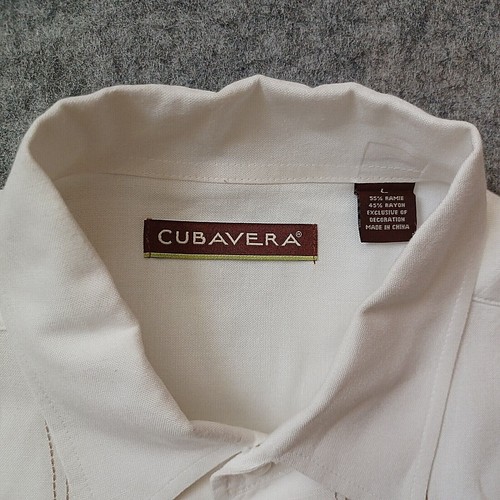 CUBAVERA®
L
55% RAMIE
45% RAYON
EXCLUSIVE OF
DECORATION
MADE IN CHINA